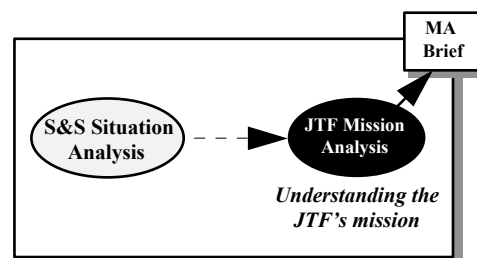 MA
Brief
S&S Situation
Analysis
JTF Mission
Analysis
Understanding the
JTF's mission